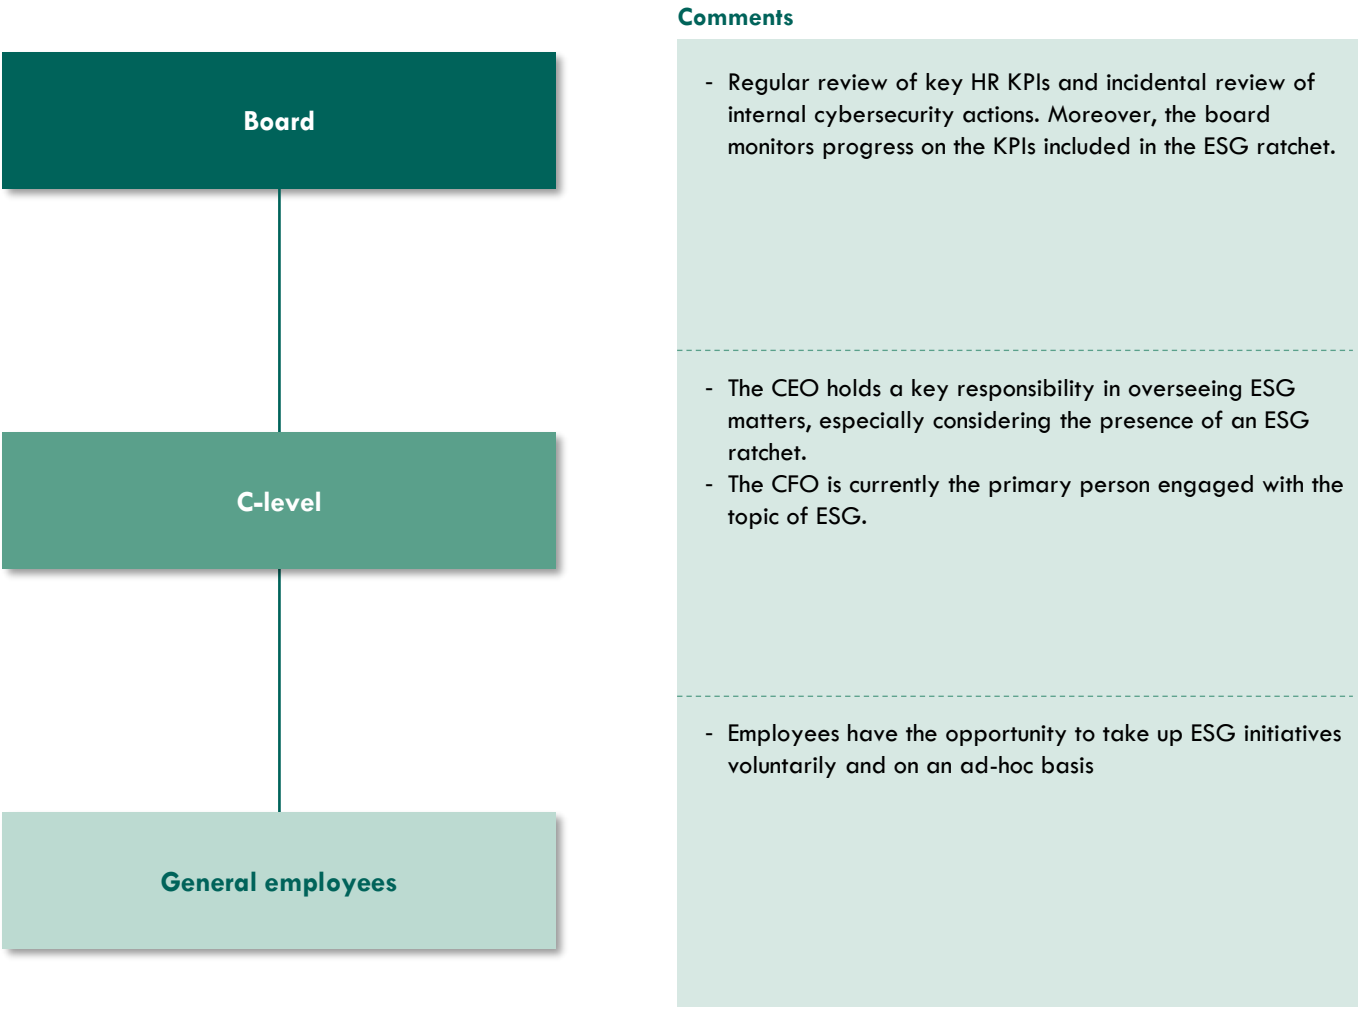 Comments
Board
- Regular review of key HR KPIs and incidental review of
internal cybersecurity actions. Moreover, the board
monitors progress on the KPIs included in the ESG ratchet.
C-level
- The CEO holds a key responsibility in overseeing ESG
matters, especially considering the presence of an ESG
ratchet.
- The CFO is currently the primary person engaged with the
topic of ESG.
General employees
- Employees have the opportunity to take up ESG initiatives
voluntarily and on an ad-hoc basis